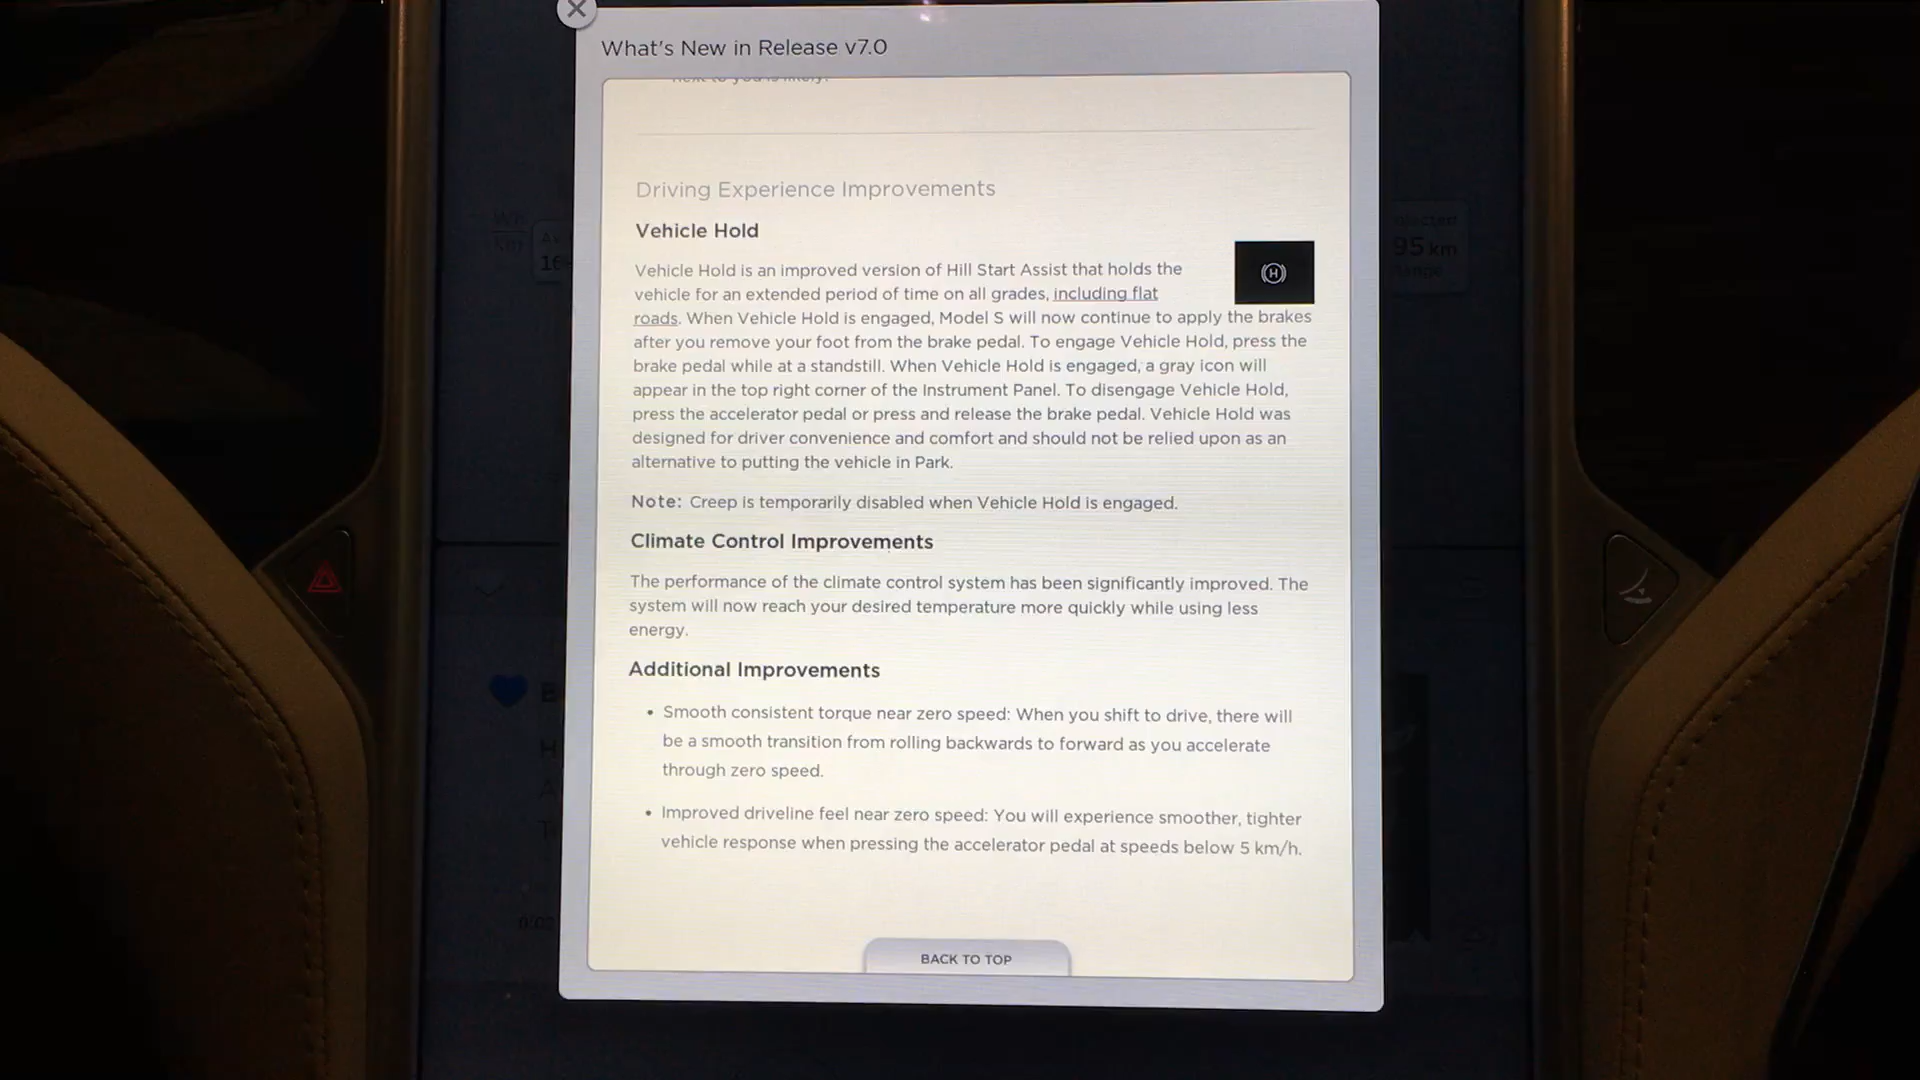 What's New in Release v7.0
Driving Experience Improvements
Vehicle Hold
Vehicle Hold is an improved version of Hill Start Assist that holds the
vehicle for an extended period of time on all grades, including flat
roads. When Vehicle Hold is engaged, Model S will now continue to apply the brakes
after you remove your foot from the brake pedal. To engage Vehicle Hold, press the
brake pedal while at a standstill. When Vehicle Hold is engaged, a gray icon will
appear in the top right corner of the Instrument Panel. To disengage Vehicle Hold,
press the accelerator pedal or press and release the brake pedal. Vehicle Hold was
designed for driver convenience and comfort and should not be relied upon as an
alternative to putting the vehicle in Park.
Note: Creep is temporarily disabled when Vehicle Hold is engaged.
Climate Control Improvements
The performance of the climate control system has been significantly improved. The
system will now reach your desired temperature more quickly while using less
energy.
Additional Improvements
• Smooth consistent torque near zero speed: When you shift to drive, there will
be a smooth transition from rolling backwards to forward as you accelerate
through zero speed.
• Improved driveline feel near zero speed: You will experience smoother, tighter
vehicle response when pressing the accelerator pedal at speeds below 5 km/h.
BACK TO TOP
H
95 km